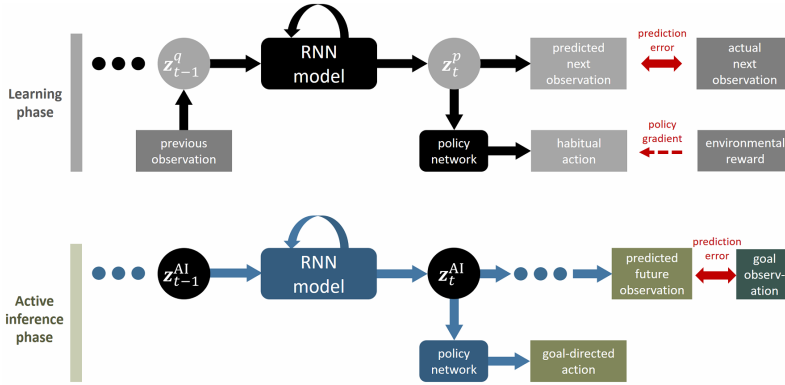 Learning
phase
z^q_{t−1}
RNN
model
z^p_t
predicted
next
observation
prediction
error
actual
next
observation
previous
observation
policy
network
habitual
action
policy
gradient
environmental
reward
Active
inference
phase
z^AI_{t−1}
RNN
model
z^AI_t
predicted
future
observation
prediction
error
goal
observ-
ation
policy
network
goal-directed
action